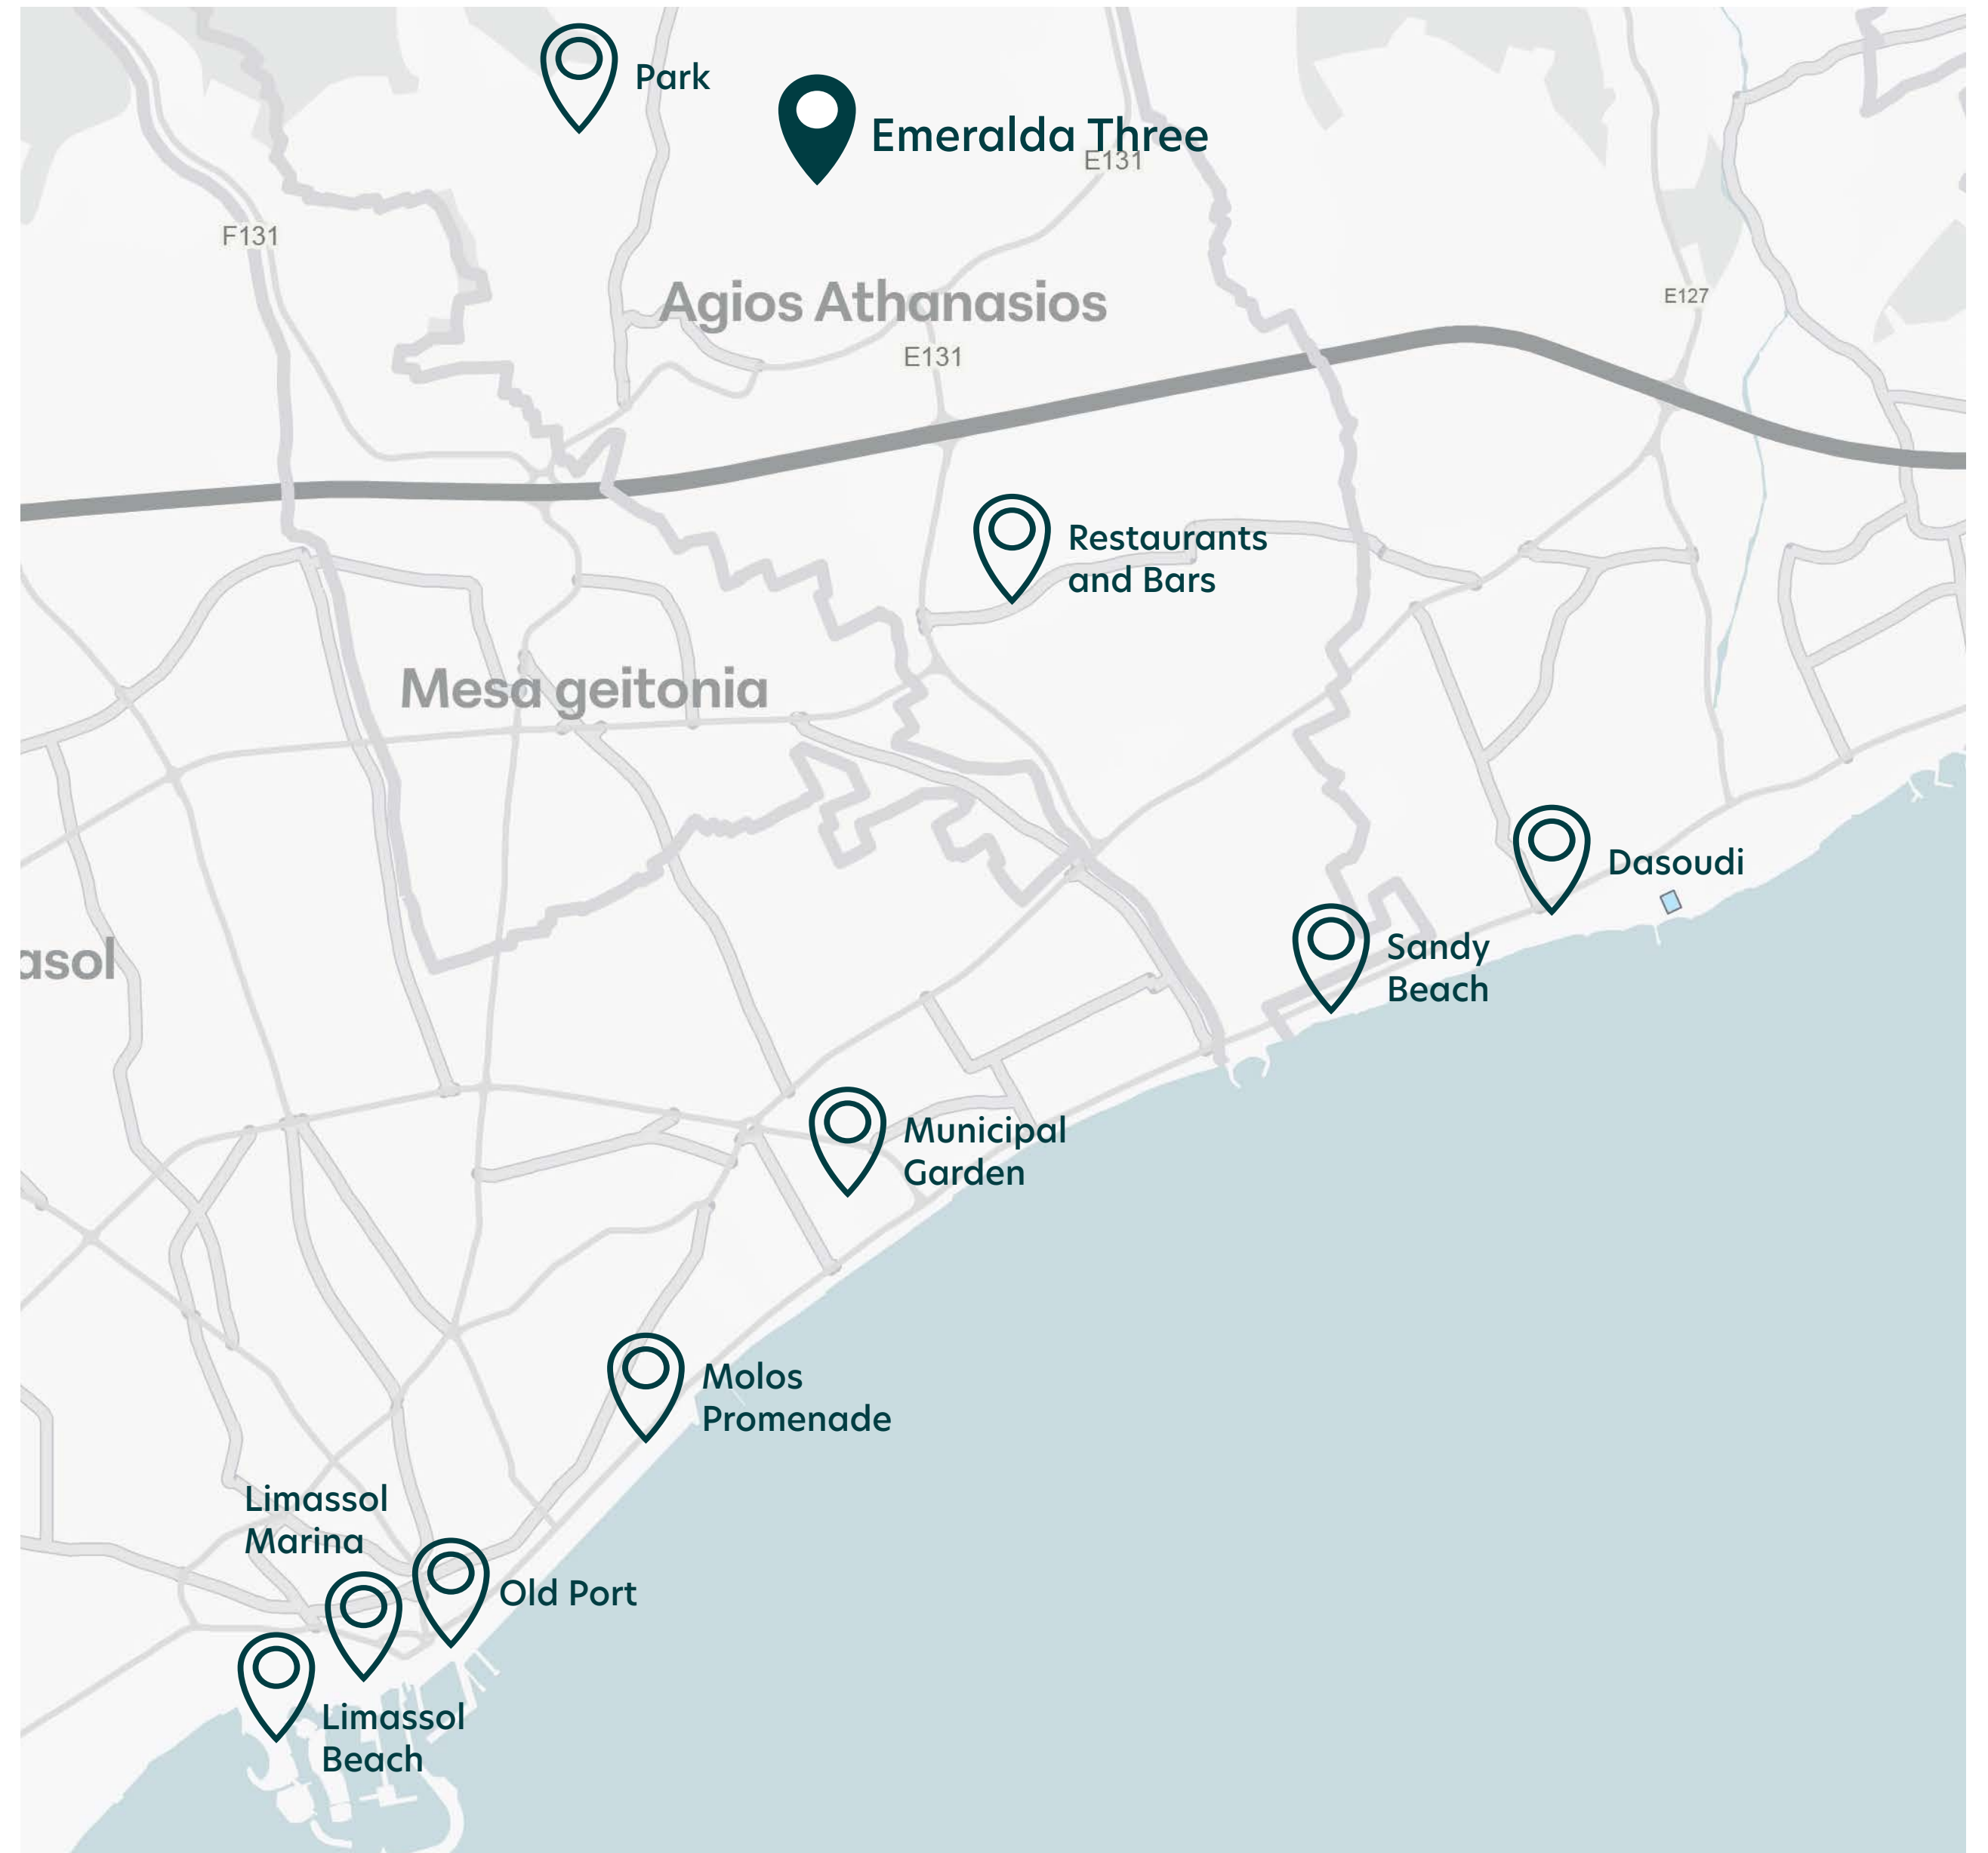 Park
Emeralda Three
E131
F131
E127
Agios Athanasios
E131
Restaurants
and Bars
Mesa geitonia
Dasoudi
Sandy
Beach
asol
Municipal
Garden
Molos
Promenade
Limassol
Marina
Old Port
Limassol
Beach